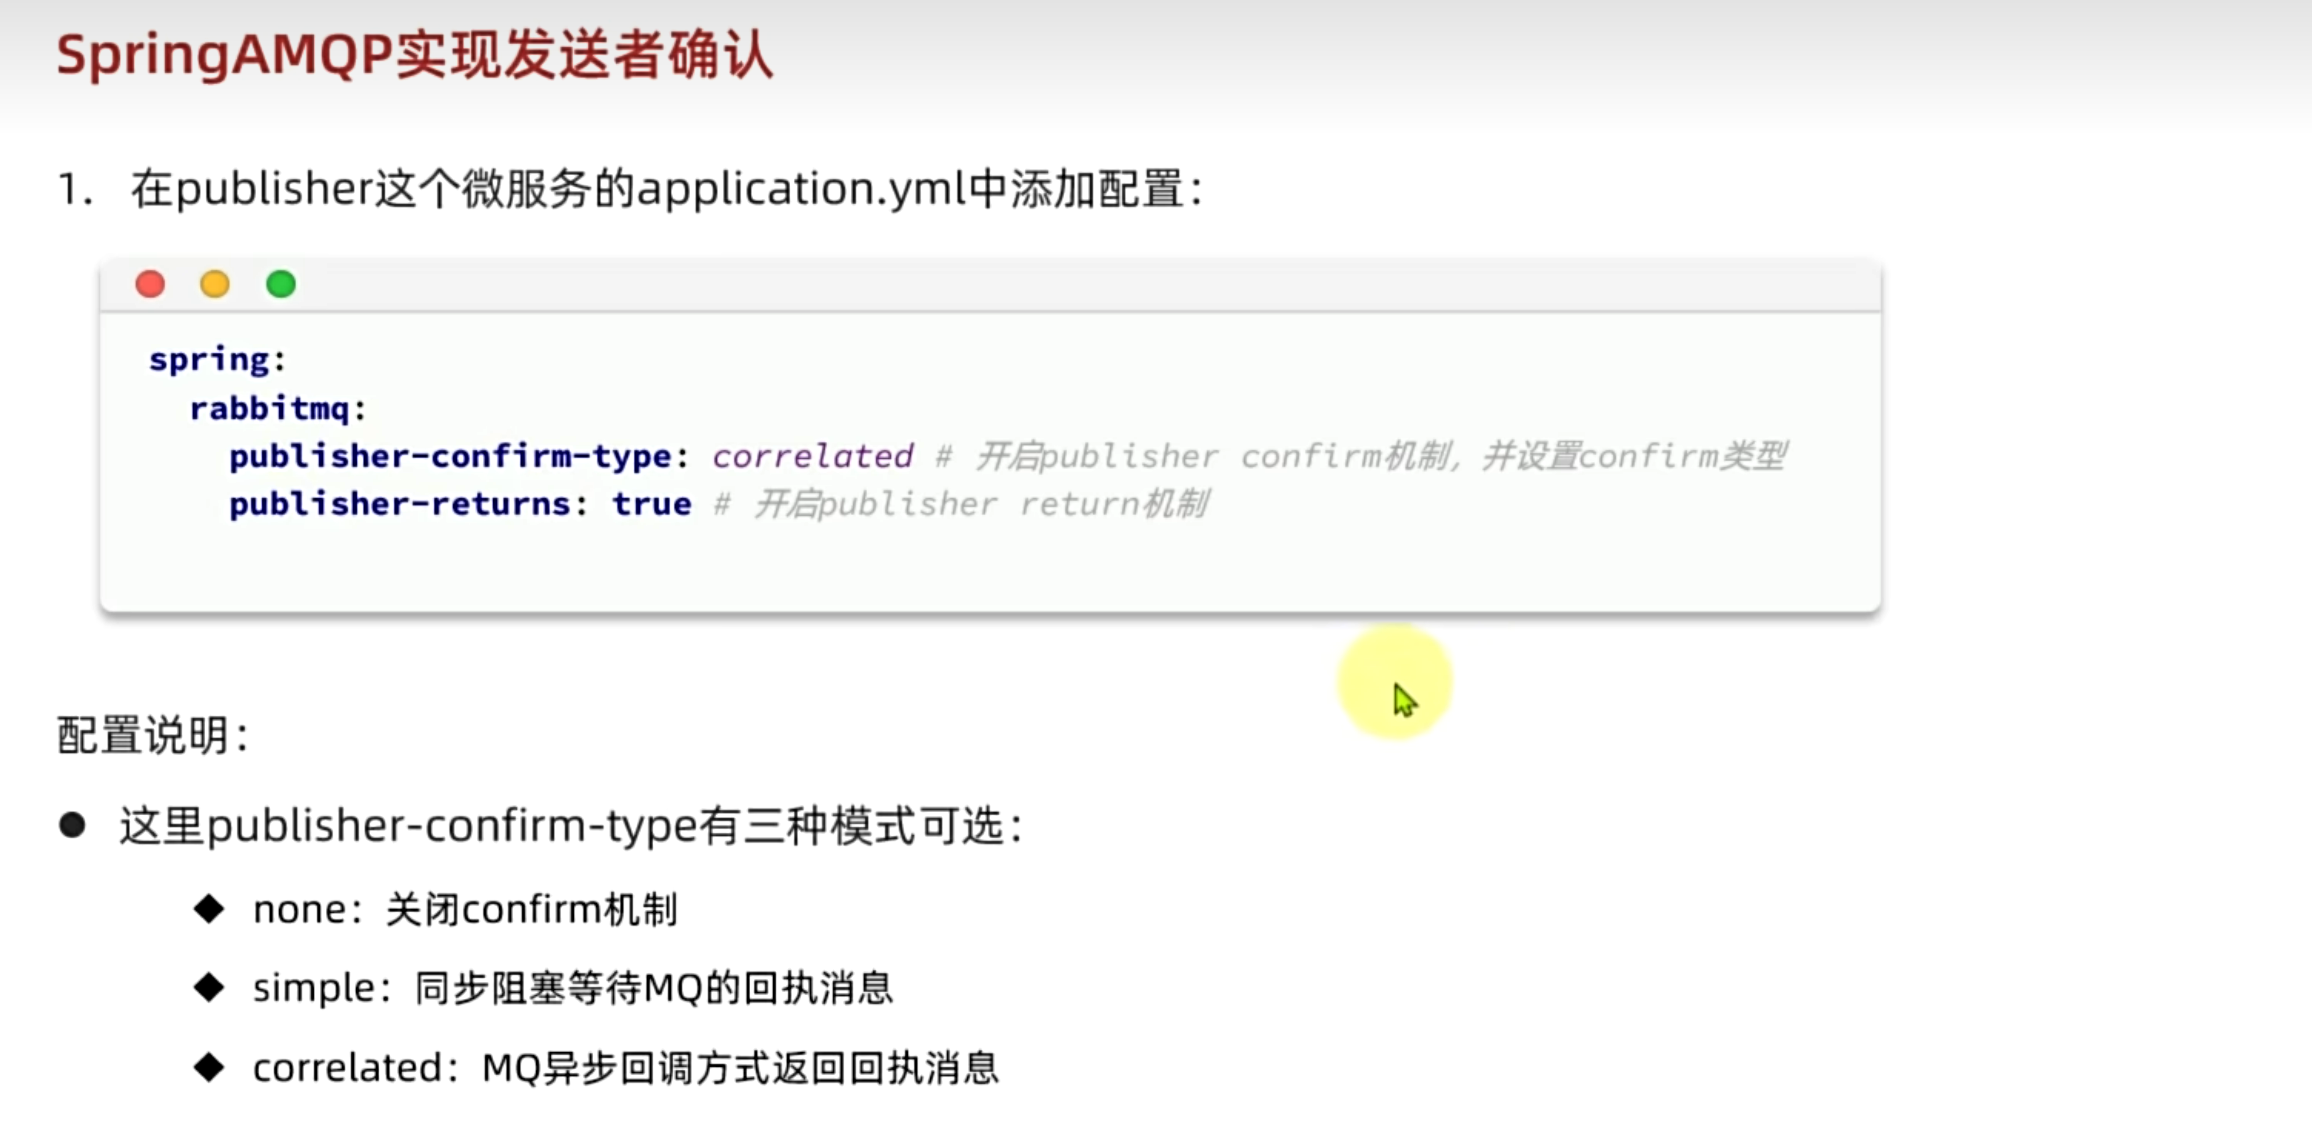 SpringAMQP实现发送者确认
1. 在publisher这个微服务的application.yml中添加配置：
spring:
  rabbitmq:
    publisher-confirm-type: correlated # 开启publisher confirm机制，并设置confirm类型
    publisher-returns: true # 开启publisher return机制
配置说明：
● 这里publisher-confirm-type有三种模式可选：
◆ none：关闭confirm机制
◆ simple：同步阻塞等待MQ的回执消息
◆ correlated：MQ异步回调方式返回回执消息